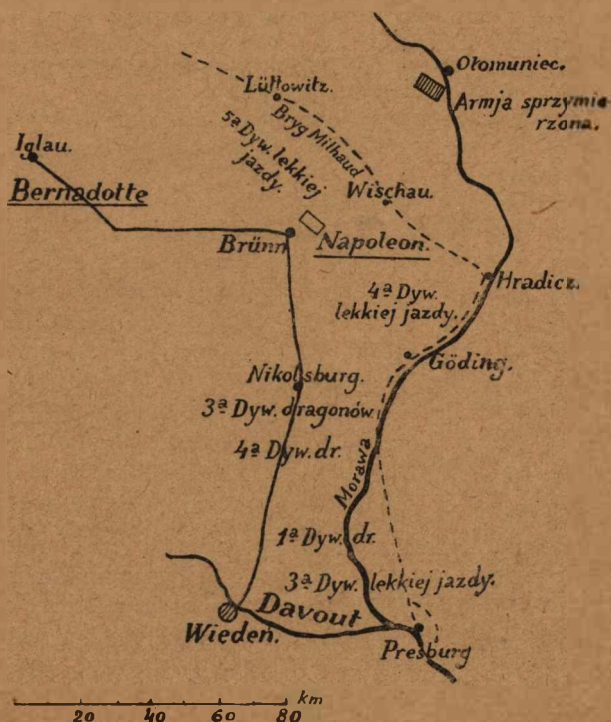 Ołomuniec.
Lüttowitz.
Armja sprzymie-
rzona.
Bryg Milhaud
5ª Dyw. lekkiej
jazdy.
Iglau.
Bernadotte
Wischau.
Brünn
Napoleon.
Hradicz.
4ª Dyw.
lekkiej jazdy.
Göding.
Nikolsburg.
3ª Dyw. dragonów
4ª Dyw. dr.
Morawa
1ª Dyw. dr.
3ª Dyw. lekkiej jazdy.
Davout
Wieden.
Presburg
km
20 40 60 80